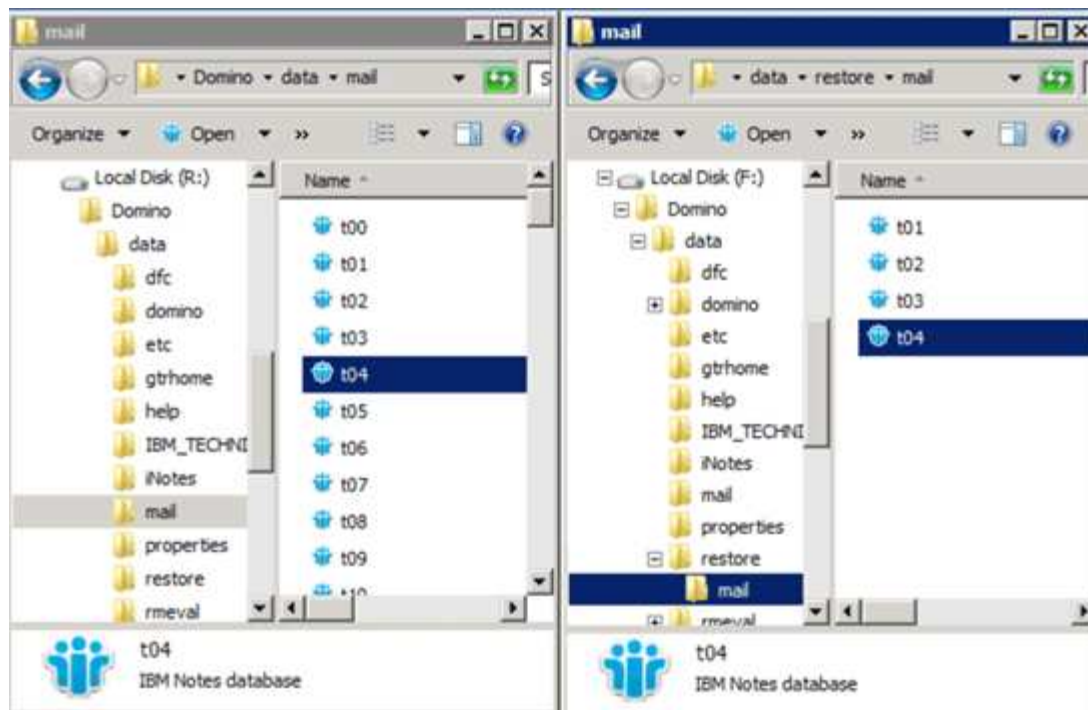 mail
Domino data mail
S
Organize Open »
Local Disk (R:)
Domino
data
dfc
domino
etc
gtrhome
help
IBM_TECHNI
iNotes
mail
properties
restore
rmeval
Name
t00
t01
t02
t03
t04
t05
t06
t07
t08
t09
t10
t04
IBM Notes database
mail
data restore mail
Organize Open »
Local Disk (F:)
Domino
data
dfc
domino
etc
gtrhome
help
IBM_TECHNI
iNotes
mail
properties
restore
mail
rmeval
Name
t01
t02
t03
t04
t04
IBM Notes database